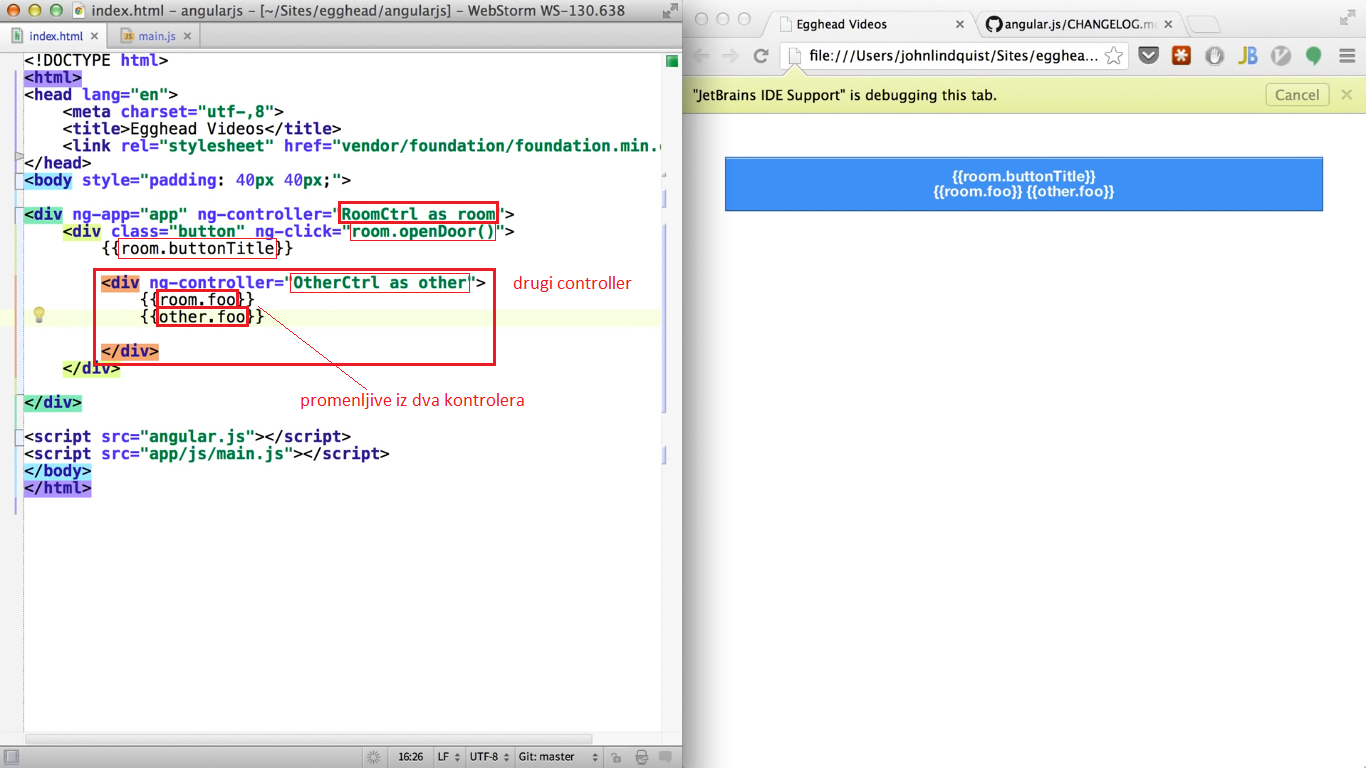 index.html – angularjs – [~/Sites/egghead/angularjs] – WebStorm WS-130.638
index.html
main.js
<!DOCTYPE html>
<html>
<head lang="en">
<meta charset="utf-,8">
<title>Egghead Videos</title>
<link rel="stylesheet" href="vendor/foundation/foundation.min.
</head>
<body style="padding: 40px 40px;">
<div ng-app="app" ng-controller="RoomCtrl as room">
<div class="button" ng-click="room.openDoor()">
{{room.buttonTitle}}
<div ng-controller="OtherCtrl as other">
drugi controller
{{room.foo}}
{{other.foo}}
</div>
</div>
promenljive iz dva kontrolera
</div>
<script src="angular.js"></script>
<script src="app/js/main.js"></script>
</body>
</html>
16:26
LF
UTF-8
Git: master
Egghead Videos
angular.js/CHANGELOG.m
file:///Users/johnlindquist/Sites/egghea...
JB
"JetBrains IDE Support" is debugging this tab.
Cancel
{{room.buttonTitle}}
{{room.foo}} {{other.foo}}